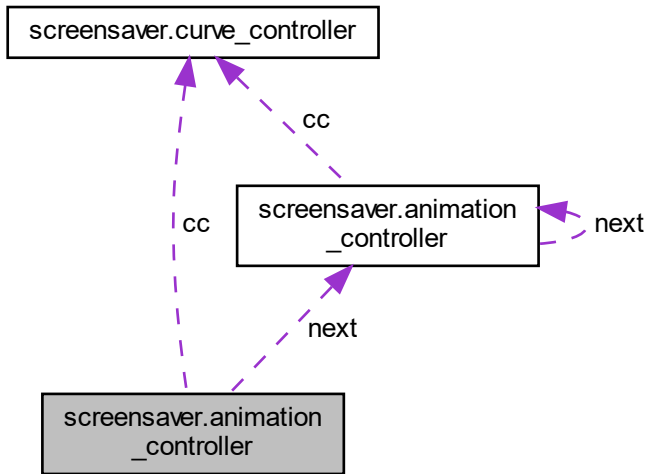 screensaver.curve_controller
cc
screensaver.animation
_controller
next
cc
next
screensaver.animation
_controller